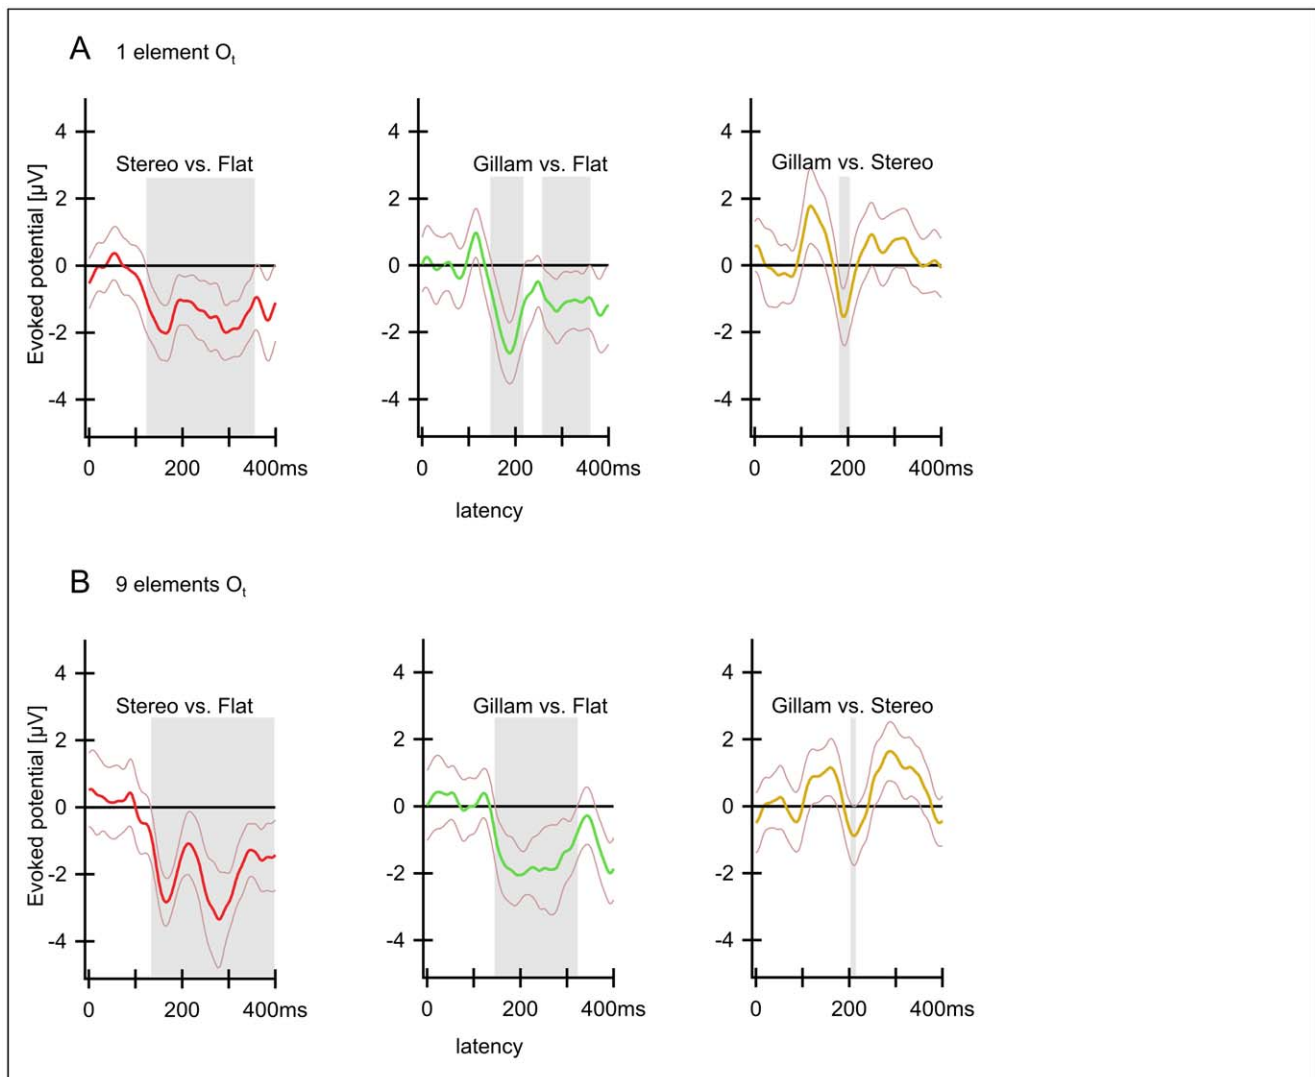 A 1 element Ot
Stereo vs. Flat
Gillam vs. Flat
Gillam vs. Stereo
Evoked potential [µV]
4
2
0
-2
-4
4
2
0
-2
-4
4
2
0
-2
-4
0 200 400ms
0 200 400ms
0 200 400ms
latency
B 9 elements Ot
Stereo vs. Flat
Gillam vs. Flat
Gillam vs. Stereo
Evoked potential [µV]
4
2
0
-2
-4
4
2
0
-2
-4
4
2
0
-2
-4
0 200 400ms
0 200 400ms
0 200 400ms
latency